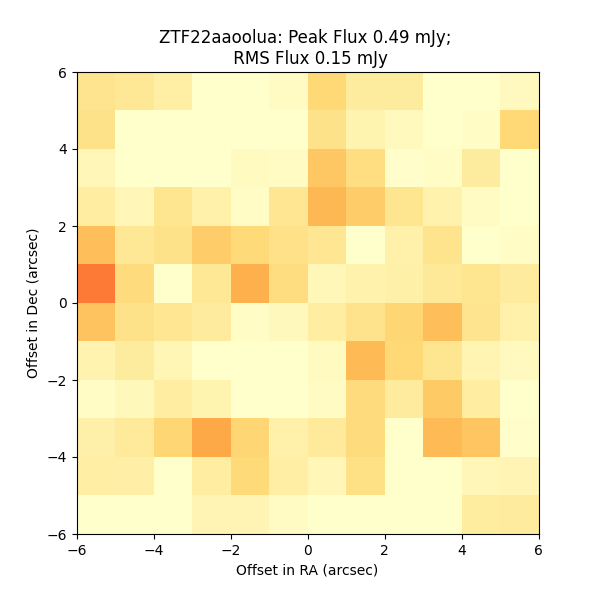 ZTF22aaoolua: Peak Flux 0.49 mJy;
RMS Flux 0.15 mJy
6
4
2
0
−2
−4
−6
Offset in Dec (arcsec)
−6 −4 −2 0 2 4 6
Offset in RA (arcsec)